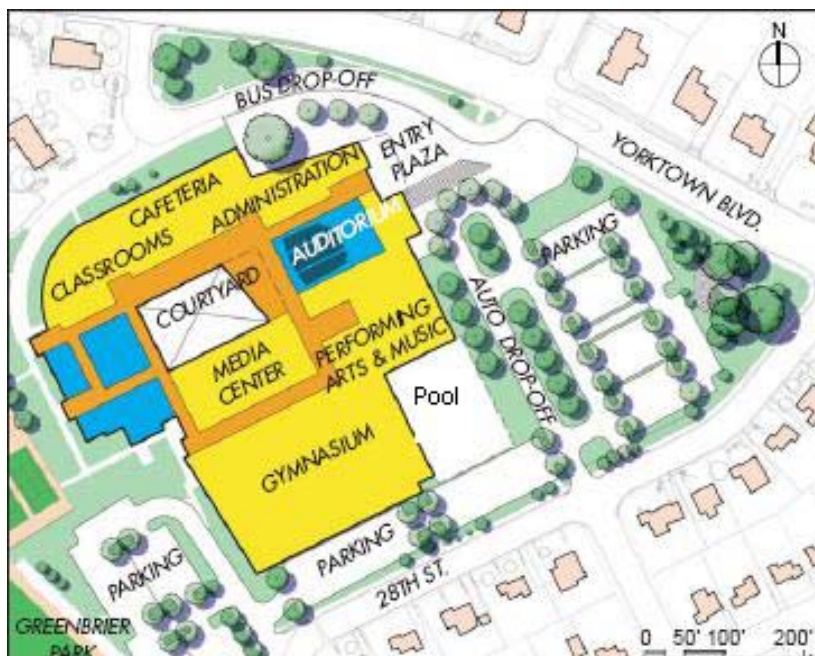 N
BUS DROP-OFF
ENTRY
PLAZA
YORKTOWN BLVD.
CAFETERIA
ADMINISTRATION
CLASSROOMS
AUDITORIUM
PARKING
COURTYARD
AUTO DROP-OFF
MEDIA
CENTER
PERFORMING
ARTS & MUSIC
Pool
GYMNASIUM
PARKING
PARKING
28TH ST.
GREENBRIER
PARK
0 50' 100' 200'